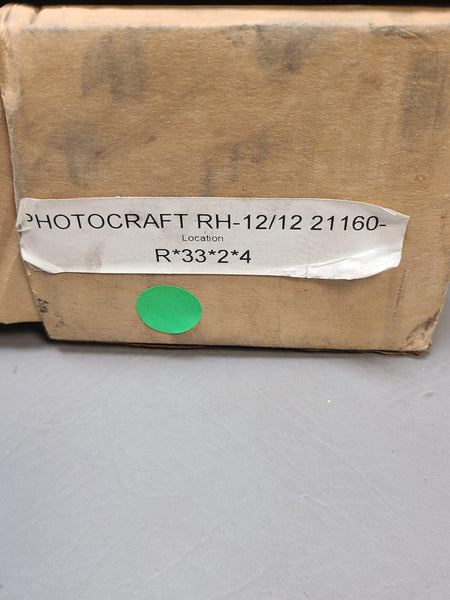 PHOTOCRAFT RH-12/12 21160-
Location
R*33*2*4